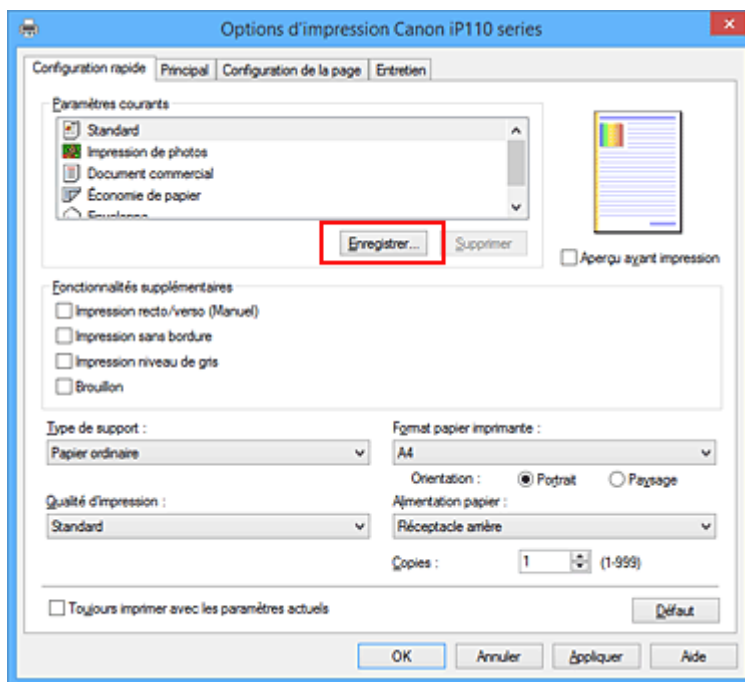 Options d'impression Canon iP110 series
Configuration rapide Principal Configuration de la page Entretien
Paramètres courants
Standard
Impression de photos
Document commercial
Économie de papier
Enregistrer... Supprimer
Aperçu avant impression
Fonctionnalités supplémentaires
Impression recto/verso (Manuel)
Impression sans bordure
Impression niveau de gris
Brouillon
Type de support : Format papier imprimante :
Papier ordinaire A4
Orientation : Portrait Paysage
Qualité d'impression : Alimentation papier :
Standard Réceptacle arrière
Copies : 1 (1-999)
Toujours imprimer avec les paramètres actuels Défaut
OK Annuler Appliquer Aide